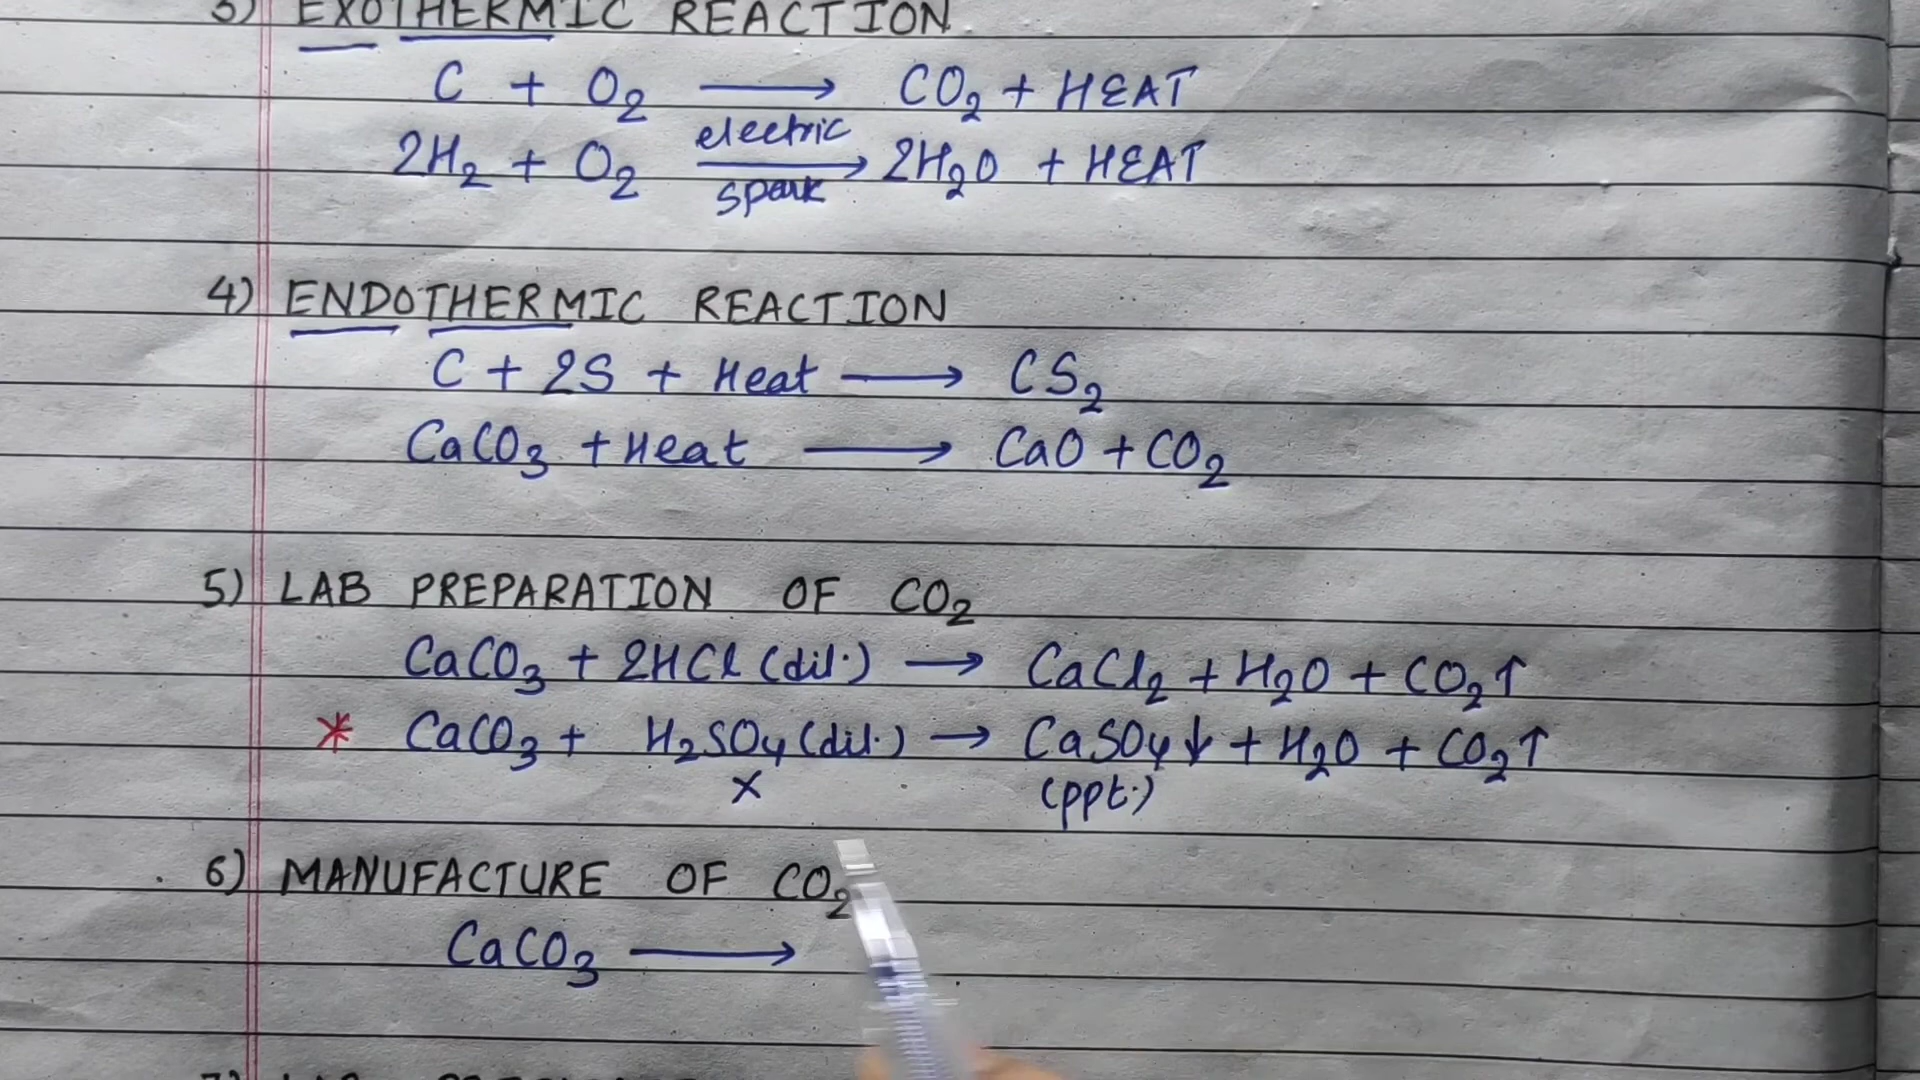 3) EXOTHERMIC REACTION
C + O₂ ⟶ CO₂ + HEAT
electric
2H₂ + O₂ ⟶ 2H₂O + HEAT
spark
4) ENDOTHERMIC REACTION
C + 2S + Heat ⟶ CS₂
CaCO₃ + Heat ⟶ CaO + CO₂
5) LAB PREPARATION OF CO₂
CaCO₃ + 2HCl (dil.) → CaCl₂ + H₂O + CO₂↑
* CaCO₃ + H₂SO₄ (dil.) → CaSO₄↓ + H₂O + CO₂↑
x (ppt.)
6) MANUFACTURE OF CO₂
CaCO₃ ⟶